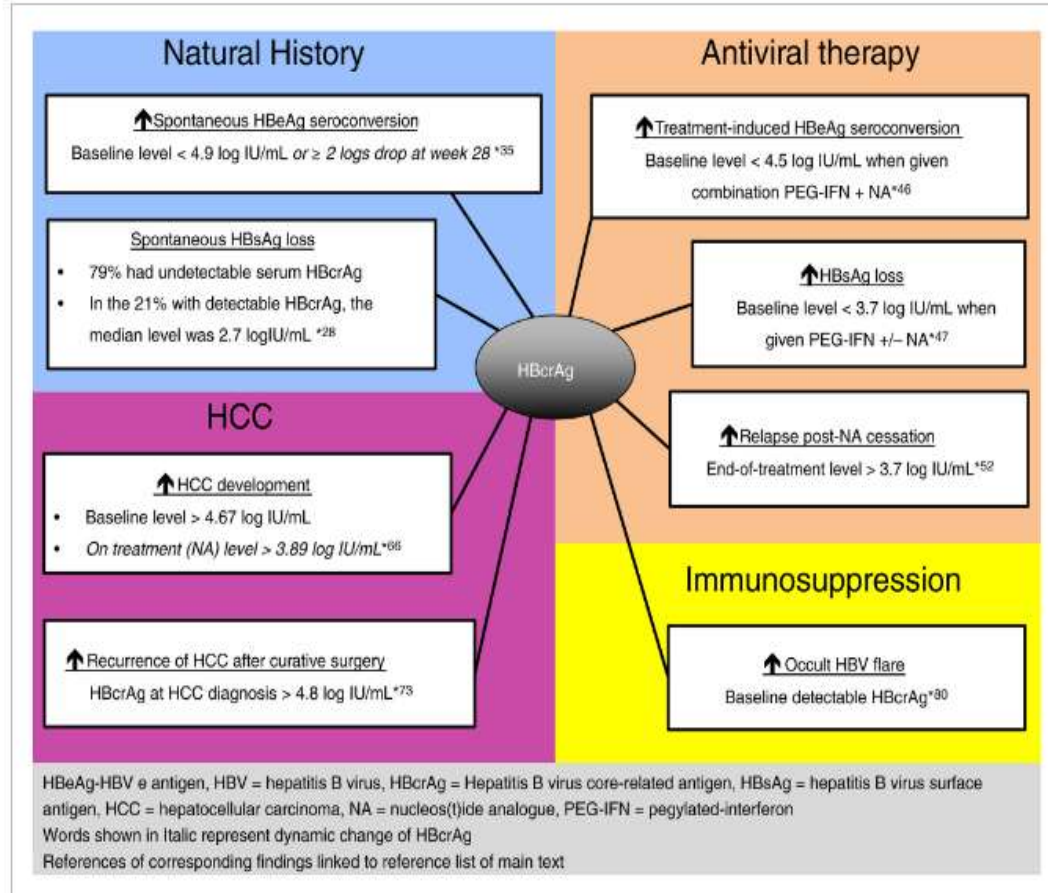 Natural History
↑Spontaneous HBeAg seroconversion
Baseline level < 4.9 log IU/mL or ≥ 2 logs drop at week 28 *35
Spontaneous HBsAg loss
• 79% had undetectable serum HBcrAg
• In the 21% with detectable HBcrAg, the
median level was 2.7 logIU/mL *28
Antiviral therapy
↑Treatment-induced HBeAg seroconversion
Baseline level < 4.5 log IU/mL when given
combination PEG-IFN + NA*46
↑HBsAg loss
Baseline level < 3.7 log IU/mL when
given PEG-IFN +/– NA*47
↑Relapse post-NA cessation
End-of-treatment level > 3.7 log IU/mL*52
HBcrAg
HCC
↑HCC development
• Baseline level > 4.67 log IU/mL
• On treatment (NA) level > 3.89 log IU/mL*66
↑Recurrence of HCC after curative surgery
HBcrAg at HCC diagnosis > 4.8 log IU/mL*73
Immunosuppression
↑Occult HBV flare
Baseline detectable HBcrAg*80
HBeAg-HBV e antigen, HBV = hepatitis B virus, HBcrAg = Hepatitis B virus core-related antigen, HBsAg = hepatitis B virus surface
antigen, HCC = hepatocellular carcinoma, NA = nucleos(t)ide analogue, PEG-IFN = pegylated-interferon
Words shown in Italic represent dynamic change of HBcrAg
References of corresponding findings linked to reference list of main text